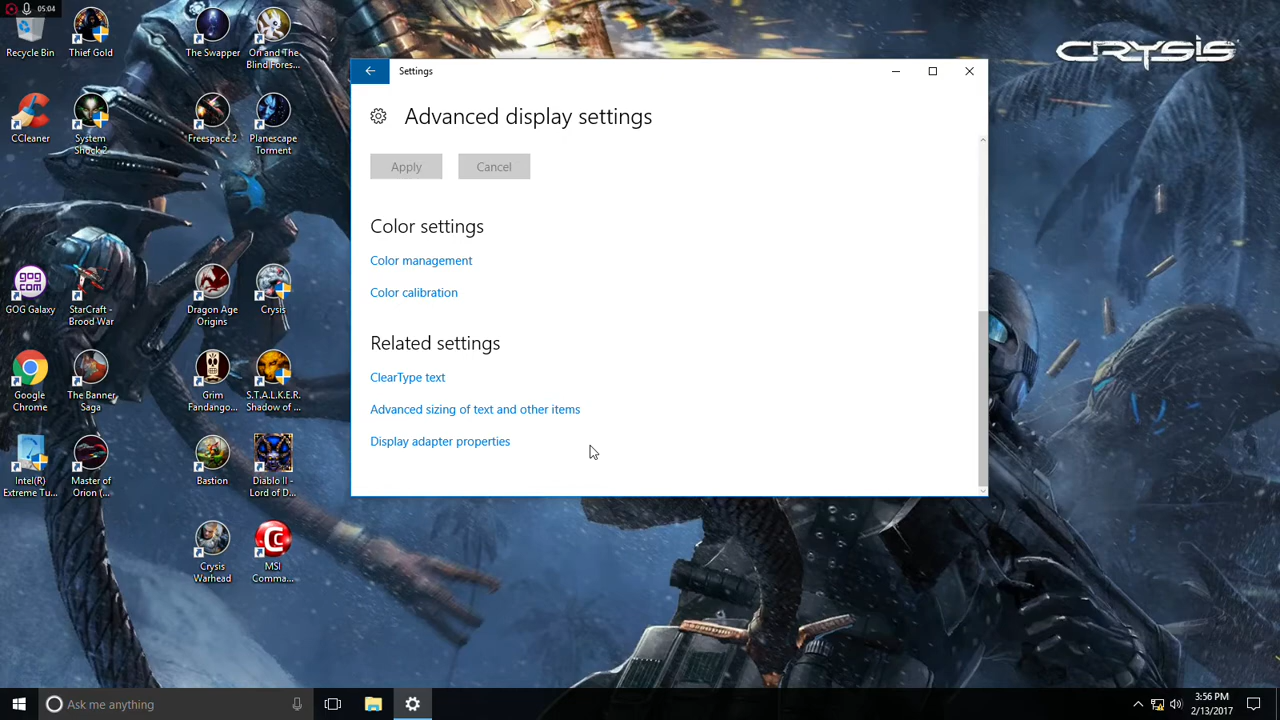 05:04
Recycle Bin
Thief Gold
The Swapper
Ori and The
Blind Fores...
CRYSIS
Settings
Advanced display settings
CCleaner
System
Shock 2
Freespace 2
Planescape
Torment
Apply
Cancel
Color settings
Color management
Color calibration
GOG COM
GOG Galaxy
StarCraft -
Brood War
Dragon Age
Origins
Crysis
Related settings
ClearType text
Advanced sizing of text and other items
Display adapter properties
Google
Chrome
The Banner
Saga
Grim
Fandango...
S.T.A.L.K.E.R.
Shadow of ...
Intel(R)
Extreme Tu...
Master of
Orion (...
Bastion
Diablo II -
Lord of D...
Crysis
Warhead
MSI
Comma...
Ask me anything
3:56 PM
2/13/2017